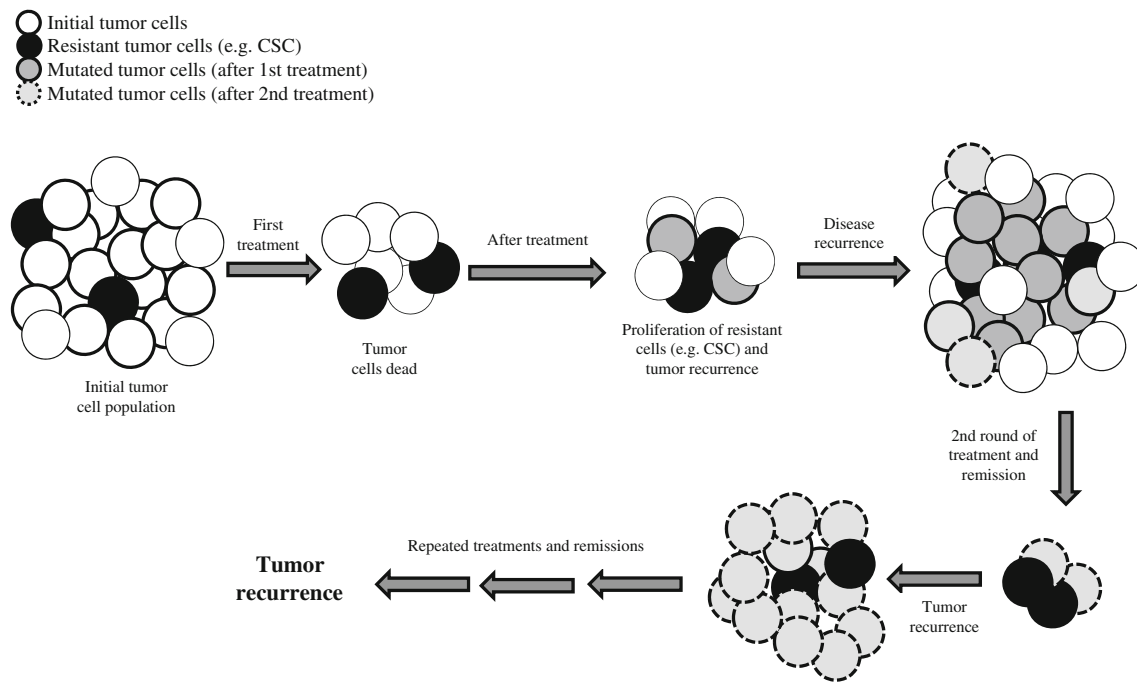 Initial tumor cells
Resistant tumor cells (e.g. CSC)
Mutated tumor cells (after 1st treatment)
Mutated tumor cells (after 2nd treatment)
Initial tumor
cell population
First
treatment
Tumor
cells dead
After treatment
Proliferation of resistant
cells (e.g. CSC) and
tumor recurrence
Disease
recurrence
2nd round of
treatment and
remission
Tumor
recurrence
Repeated treatments and remissions
Tumor
recurrence